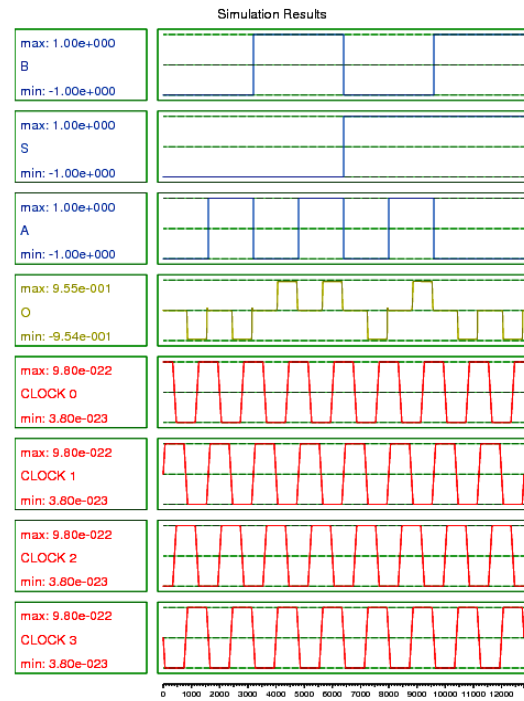 Simulation Results
max: 1.00e+000
B
min: -1.00e+000
max: 1.00e+000
S
min: -1.00e+000
max: 1.00e+000
A
min: -1.00e+000
max: 9.55e-001
O
min: -9.54e-001
max: 9.80e-022
CLOCK 0
min: 3.80e-023
max: 9.80e-022
CLOCK 1
min: 3.80e-023
max: 9.80e-022
CLOCK 2
min: 3.80e-023
max: 9.80e-022
CLOCK 3
min: 3.80e-023
0 1000 2000 3000 4000 5000 6000 7000 8000 9000 10000 11000 12000